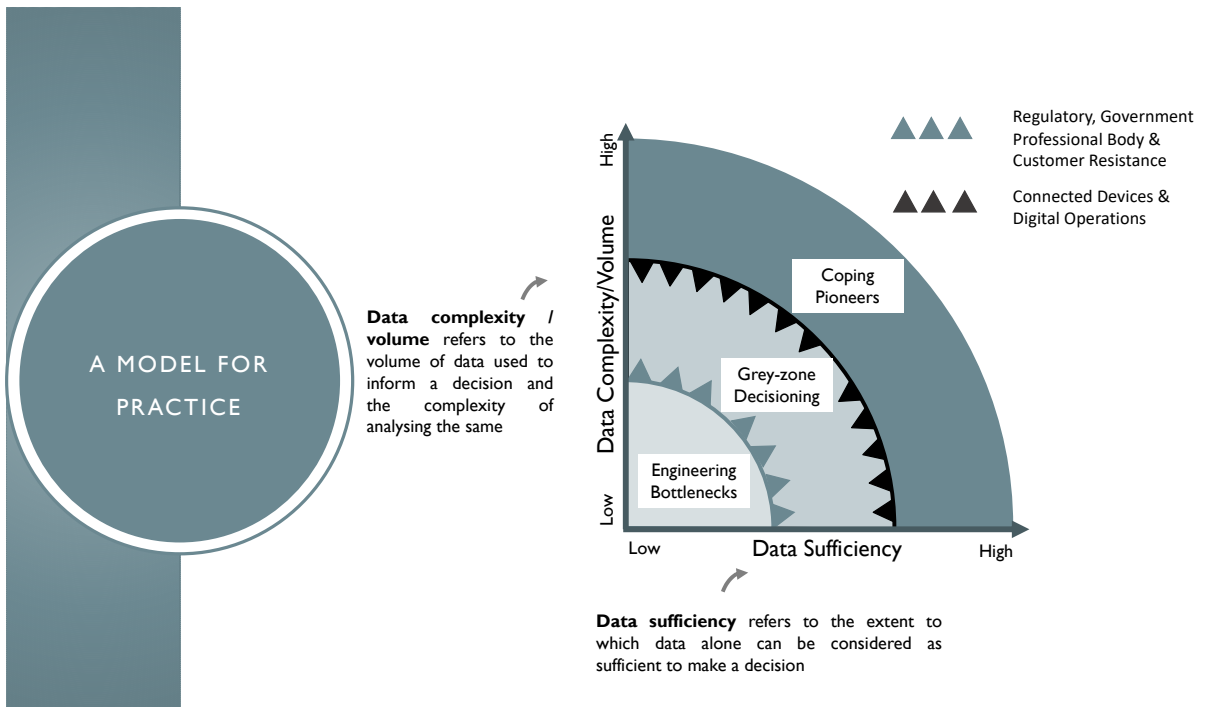 A MODEL FOR
PRACTICE
Data complexity /
volume refers to the
volume of data used to
inform a decision and
the complexity of
analysing the same
High
Data Complexity/Volume
Low
Coping
Pioneers
Grey-zone
Decisioning
Engineering
Bottlenecks
Low
Data Sufficiency
High
Regulatory, Government
Professional Body &
Customer Resistance
Connected Devices &
Digital Operations
Data sufficiency refers to the extent to
which data alone can be considered as
sufficient to make a decision